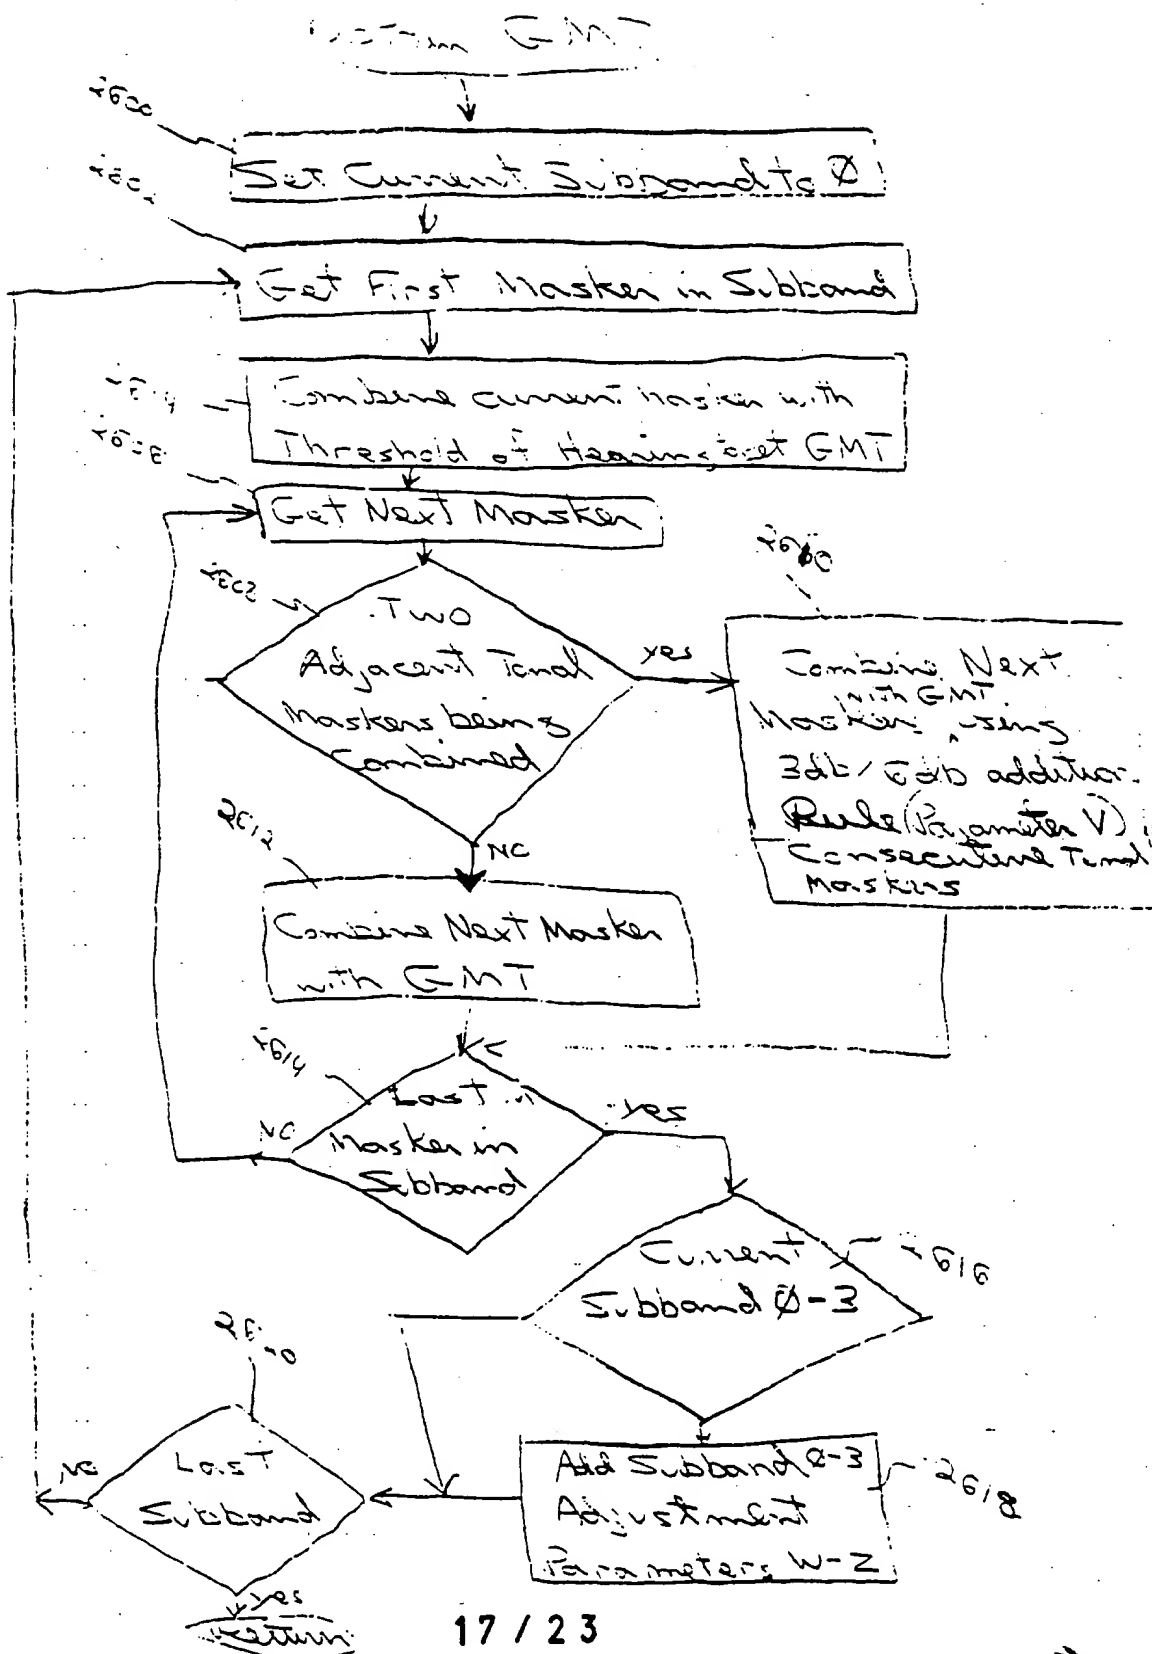 GMT
Set Current Subband to Ø
Get First Masker in Subband
Combine current masker with
Threshold of Hearing, set GMT
Get Next Masker
Two
Adjacent Tonal
Maskers being
Combined
yes
Combine Next
with GMT
Masker using
3db/6db addition
Rule (Parameter V)
Consecutive Tonal
Maskers
2612
NO
Combine Next Masker
with GMT
2614
Last
Masker in
Subband
NO
yes
Current
Subband Ø-3
2616
Last
Subband
NO
Add Subband Ø-3
Adjustment
Parameters W-Z
2618
yes
Return
17/23